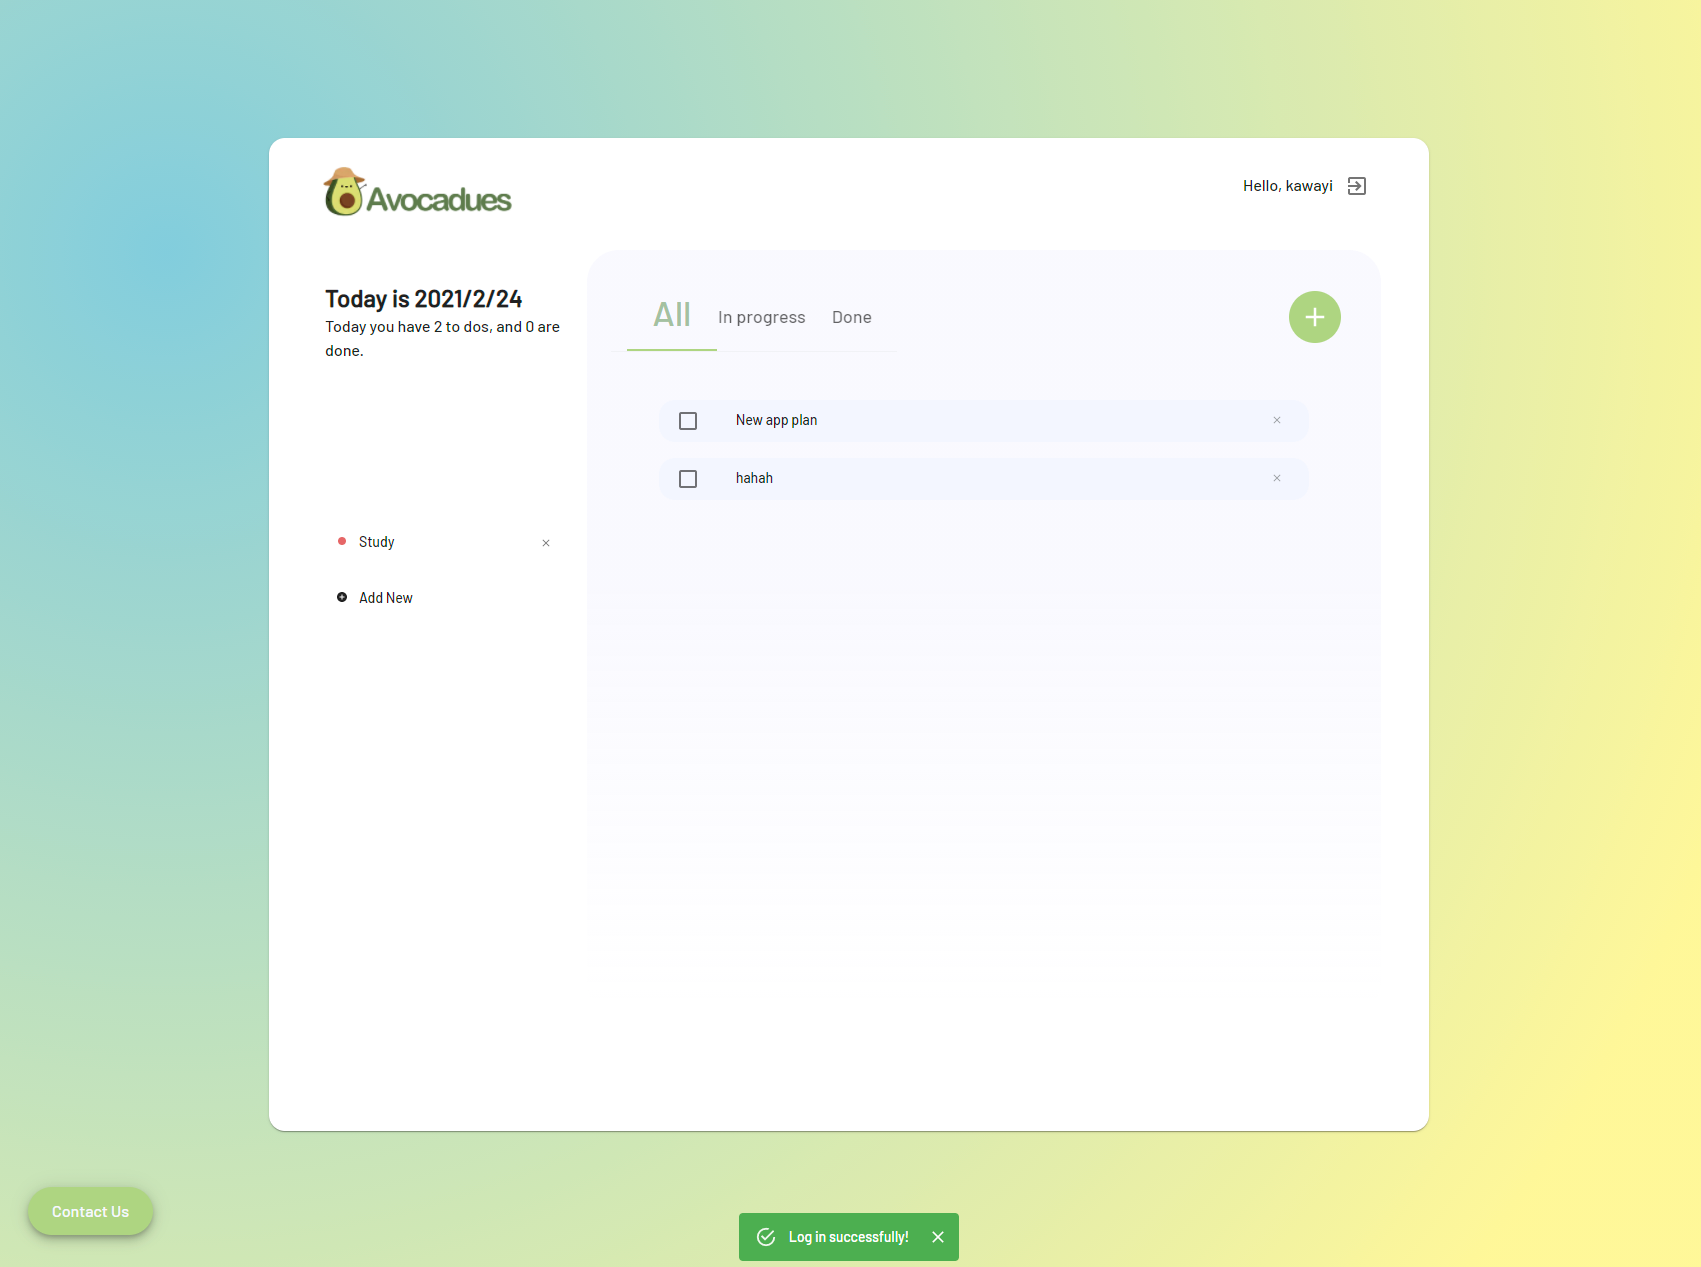 Avocadues
Hello, kawayi
Today is 2021/2/24
Today you have 2 to dos, and 0 are
done.
All
In progress
Done
New app plan
hahah
Study
Add New
Contact Us
Log in successfully!